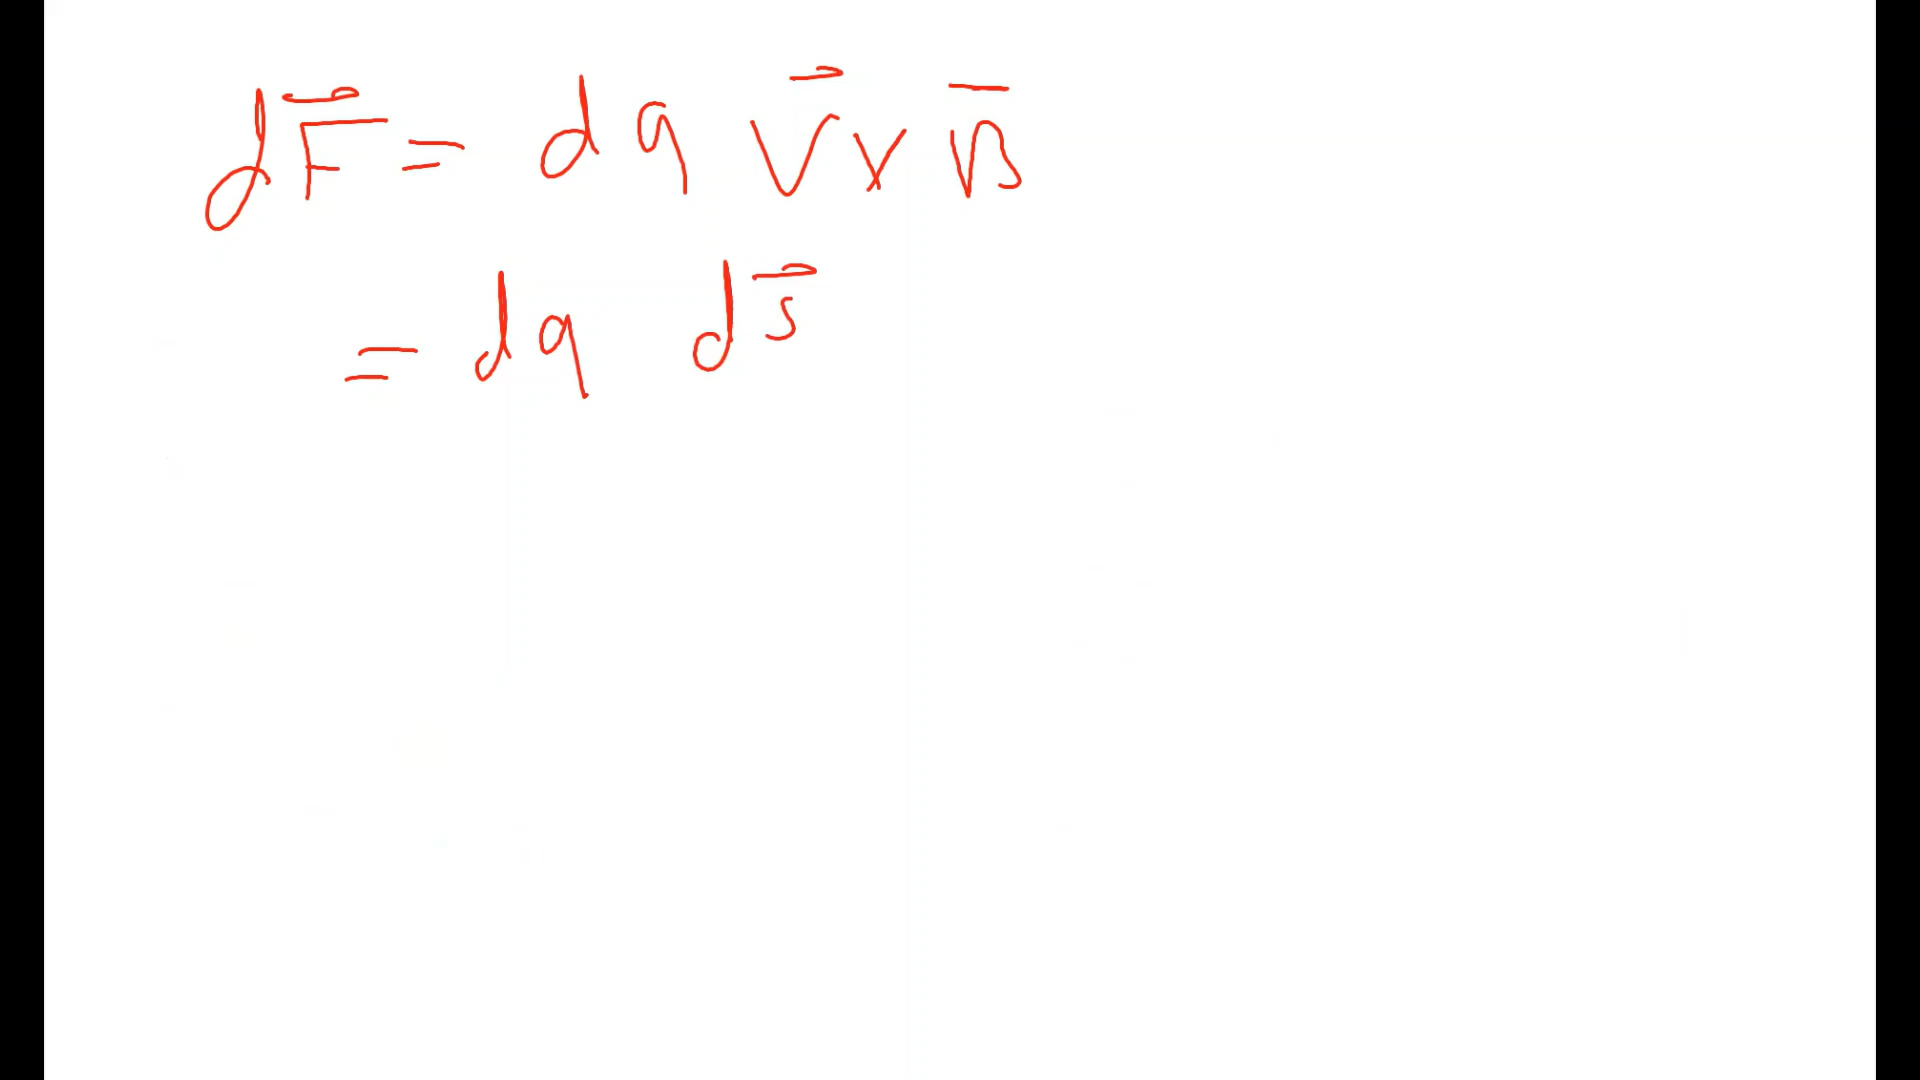 dF⃗ = dq v⃗ × B̅
= dq ds⃗